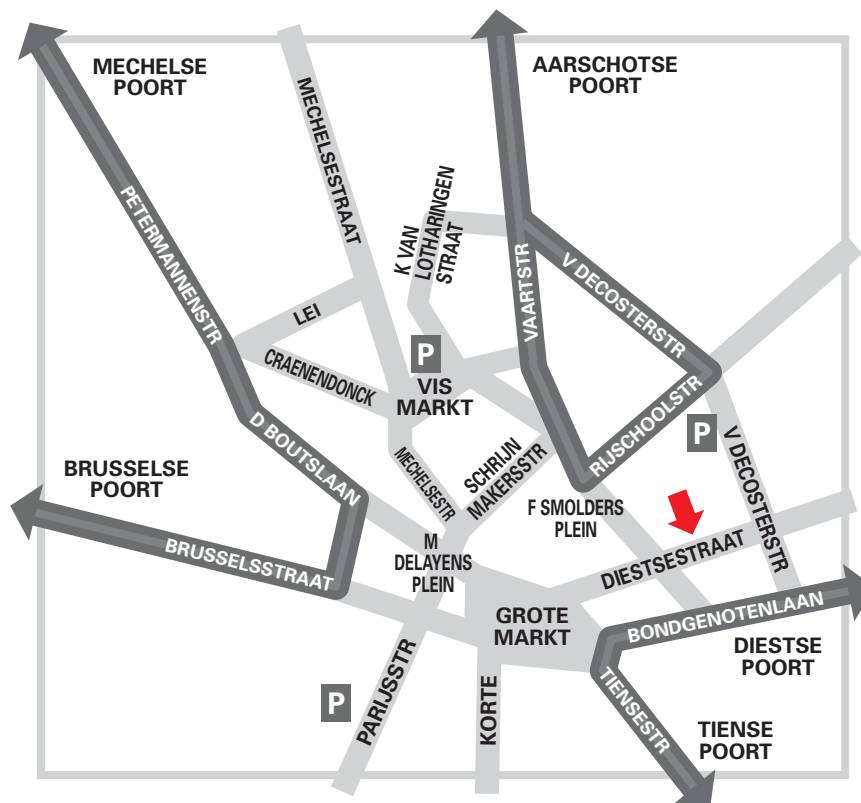 MECHELSE
POORT
AARSCHOTSE
POORT
MECHELSESTRAAT
PETERMANNENSTR
K VAN
LOTHARINGEN
STRAAT
VAARTSTR
V DECOSTERSTR
LEI
CRAENENDONCK
P
VIS
MARKT
RIJSCHOOLSTR
P
V DECOSTERSTR
D BOUTSLAAN
MECHELSESTR
SCHRIJN
MAKERSSTR
BRUSSELSE
POORT
BRUSSELSSTRAAT
F SMOLDERS
PLEIN
M
DELAYENS
PLEIN
DIESTSESTRAAT
GROTE
MARKT
BONDGENOTENLAAN
DIESTSE
POORT
P
PARIJSSTR
KORTE
TIENSESTR
TIENSE
POORT